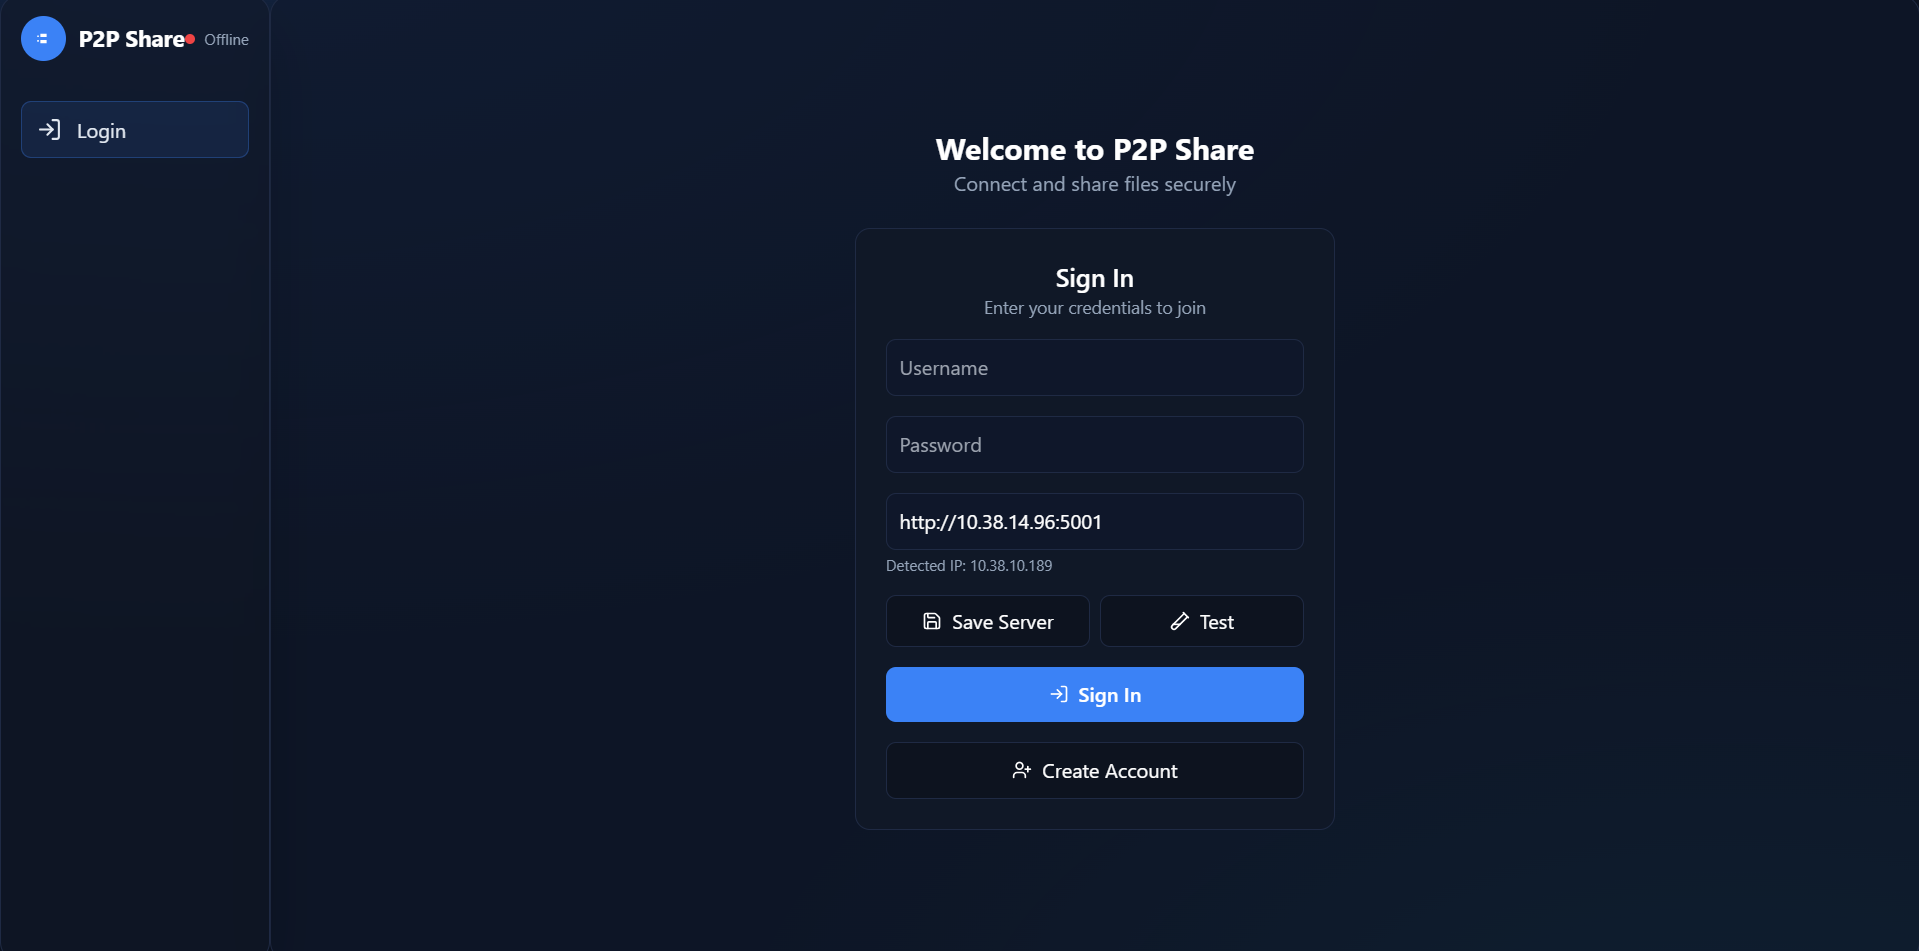 P2P Share
Offline
Login
Welcome to P2P Share
Connect and share files securely
Sign In
Enter your credentials to join
Username
Password
http://10.38.14.96:5001
Detected IP: 10.38.10.189
Save Server
Test
Sign In
Create Account